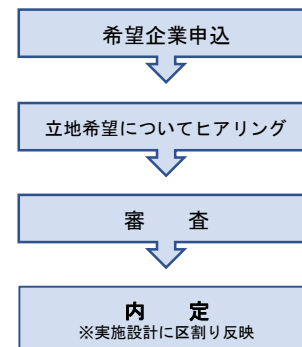 希望企業申込
立地希望についてヒアリング
審　　査
内　　定
※実施設計に区割り反映